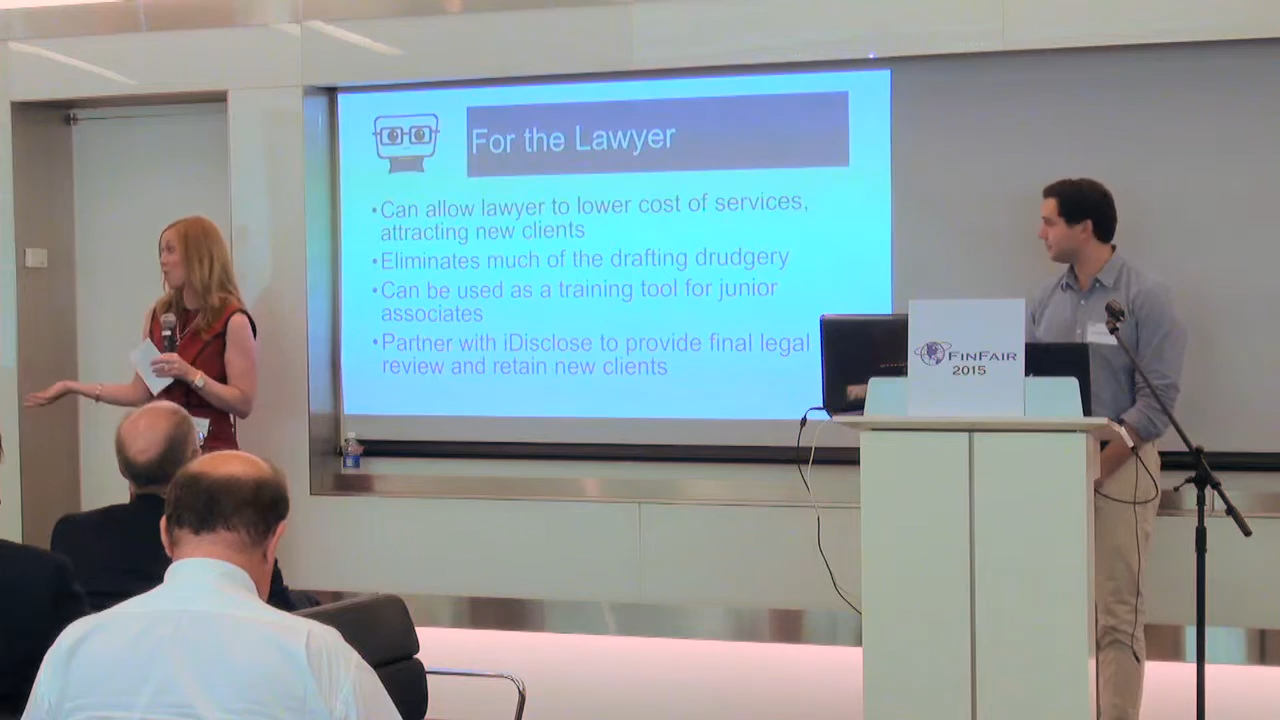 For the Lawyer
•Can allow lawyer to lower cost of services,
attracting new clients
•Eliminates much of the drafting drudgery
•Can be used as a training tool for junior
associates
•Partner with iDisclose to provide final legal
review and retain new clients
FINFAIR
2015